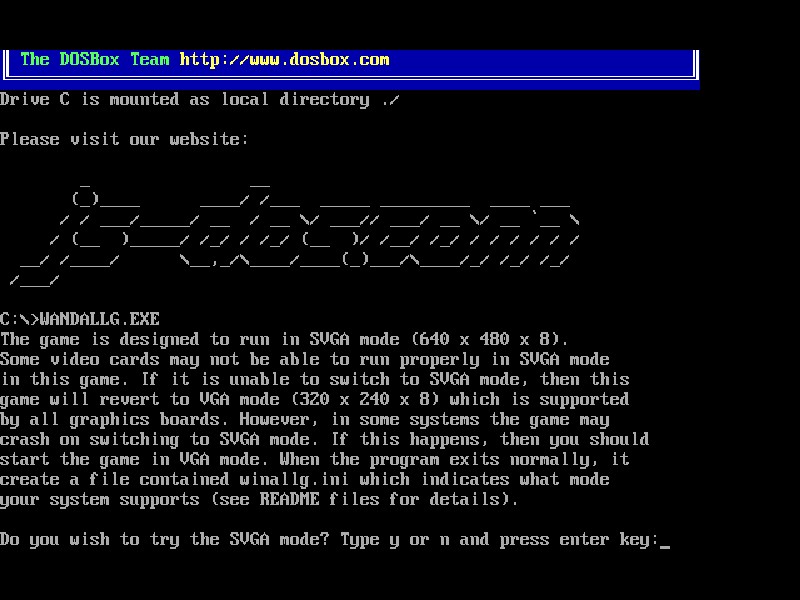 The DOSBox Team http://www.dosbox.com
Drive C is mounted as local directory ./
Please visit our website:
js-dos.com
C:\>WANDALLG.EXE
The game is designed to run in SVGA mode (640 x 480 x 8).
Some video cards may not be able to run properly in SVGA mode
in this game. If it is unable to switch to SVGA mode, then this
game will revert to VGA mode (320 x 240 x 8) which is supported
by all graphics boards. However, in some systems the game may
crash on switching to SVGA mode. If this happens, then you should
start the game in VGA mode. When the program exits normally, it
create a file contained winallg.ini which indicates what mode
your system supports (see README files for details).
Do you wish to try the SVGA mode? Type y or n and press enter key:_